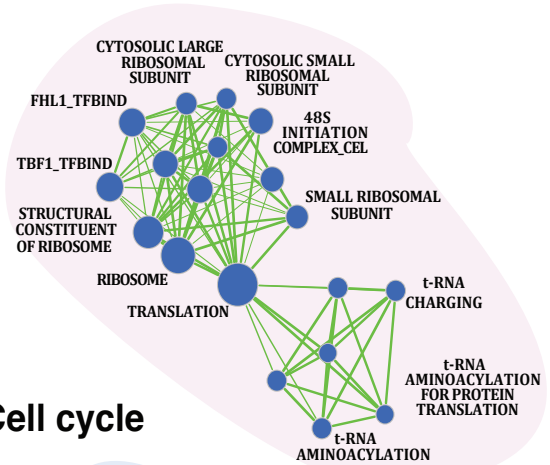 CYTOSOLIC LARGE
RIBOSOMAL
SUBUNIT
CYTOSOLIC SMALL
RIBOSOMAL
SUBUNIT
FHL1_TFBIND
48S
INITIATION
COMPLEX_CEL
TBF1_TFBIND
SMALL RIBOSOMAL
SUBUNIT
STRUCTURAL
CONSTITUENT
OF RIBOSOME
RIBOSOME
TRANSLATION
t-RNA
CHARGING
t-RNA
AMINOACYLATION
FOR PROTEIN
TRANSLATION
Cell cycle
t-RNA
AMINOACYLATION